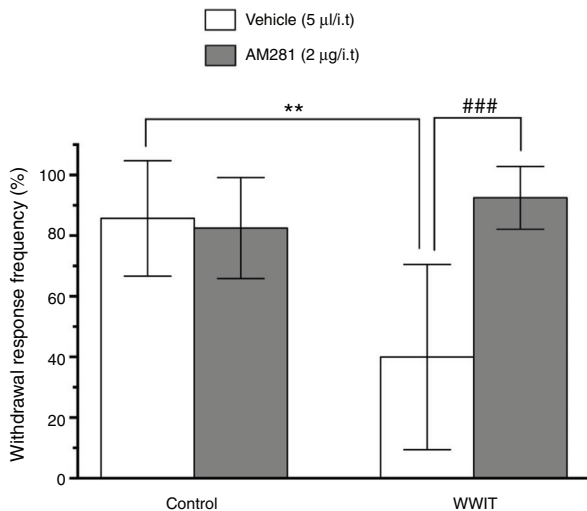 Vehicle (5 μl/i.t)
AM281 (2 μg/i.t)
**
###
Withdrawal response frequency (%)
100
80
60
40
20
0
Control
WWIT